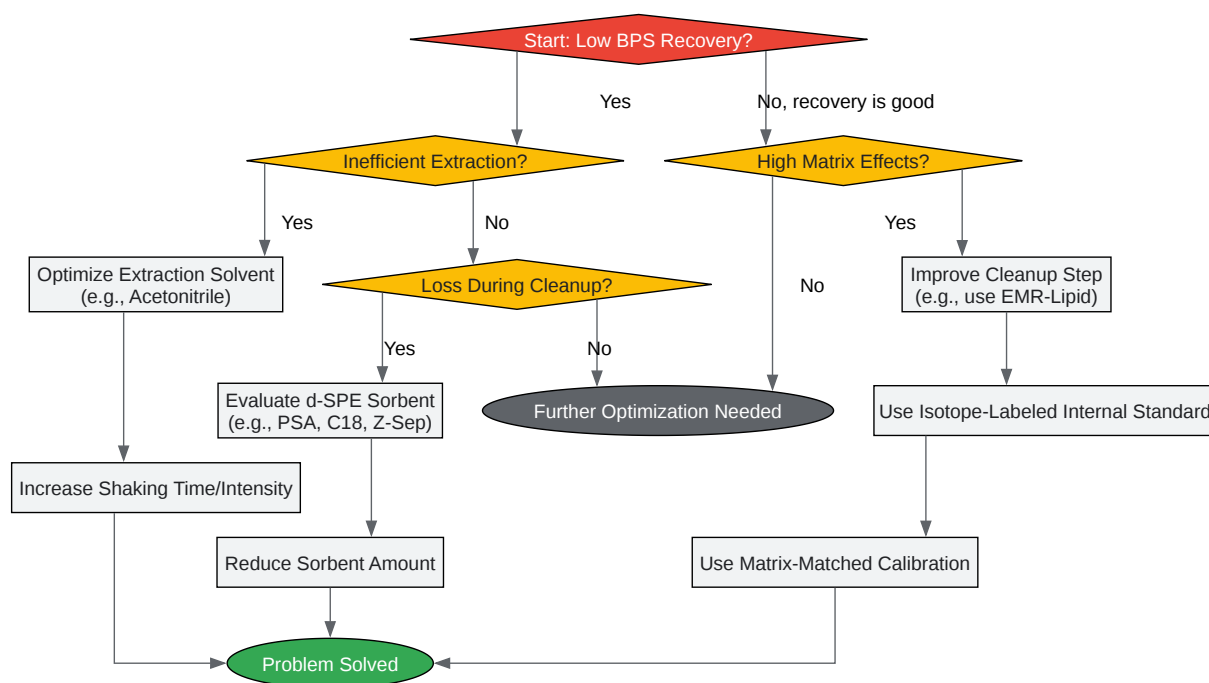 Start: Low BPS Recovery?
Yes
No, recovery is good
Inefficient Extraction?
High Matrix Effects?
Yes
No
Yes
Optimize Extraction Solvent
(e.g., Acetonitrile)
Loss During Cleanup?
No
Improve Cleanup Step
(e.g., use EMR-Lipid)
Yes
No
Evaluate d-SPE Sorbent
(e.g., PSA, C18, Z-Sep)
Further Optimization Needed
Use Isotope-Labeled Internal Standard
Increase Shaking Time/Intensity
Reduce Sorbent Amount
Use Matrix-Matched Calibration
Problem Solved